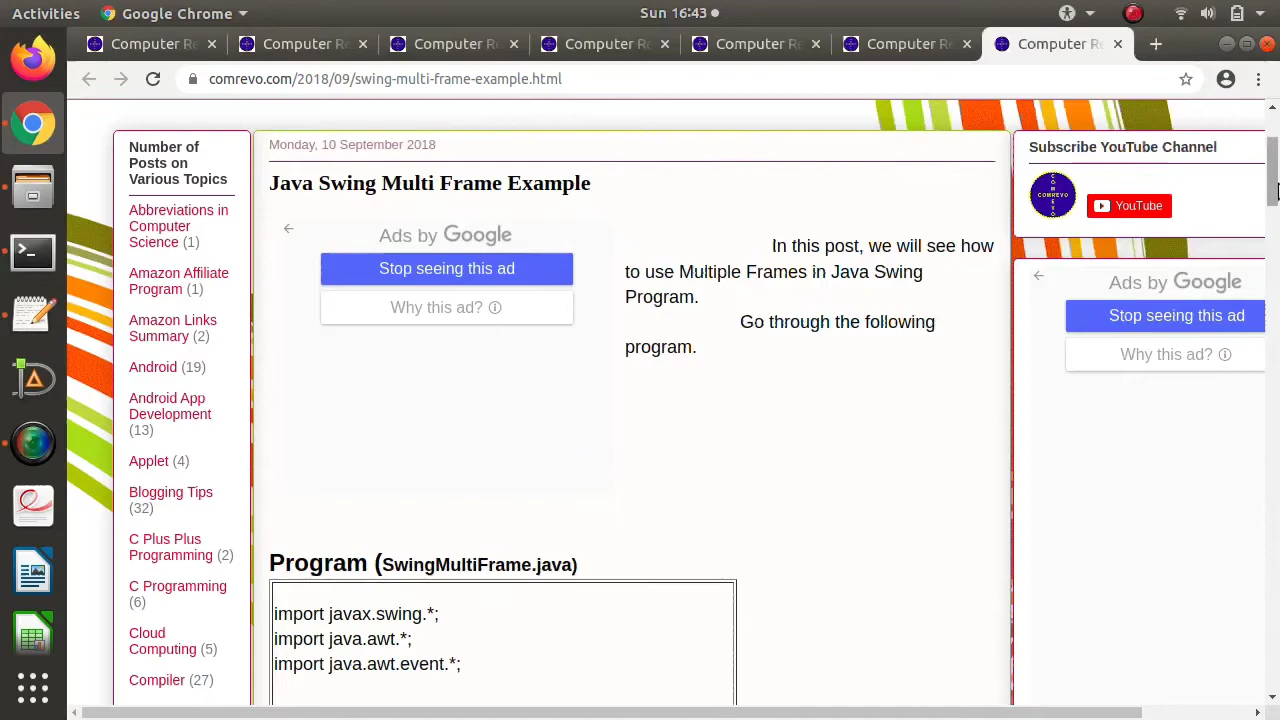 Activities
Google Chrome
Sun 16:43
Computer Re
Computer Re
Computer Re
Computer Re
Computer Re
Computer Re
Computer Re
comrevo.com/2018/09/swing-multi-frame-example.html
Number of
Posts on
Various Topics
Abbreviations in
Computer
Science (1)
Amazon Affiliate
Program (1)
Amazon Links
Summary (2)
Android (19)
Android App
Development
(13)
Applet (4)
Blogging Tips
(32)
C Plus Plus
Programming (2)
C Programming
(6)
Cloud
Computing (5)
Compiler (27)
Monday, 10 September 2018
Java Swing Multi Frame Example
Ads by Google
Stop seeing this ad
Why this ad?
In this post, we will see how
to use Multiple Frames in Java Swing
Program.
Go through the following
program.
Program (SwingMultiFrame.java)
import javax.swing.*;
import java.awt.*;
import java.awt.event.*;
Subscribe YouTube Channel
COMREVO
YouTube
Ads by Google
Stop seeing this ad
Why this ad?